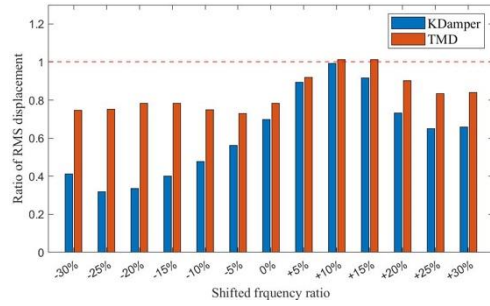 KDamper
TMD
1.2
1
0.8
0.6
0.4
0.2
0
Ratio of RMS displacement
-30% -25% -20% -15% -10% -5% 0% +5% +10% +15% +20% +25% +30%
Shifted frquency ratio